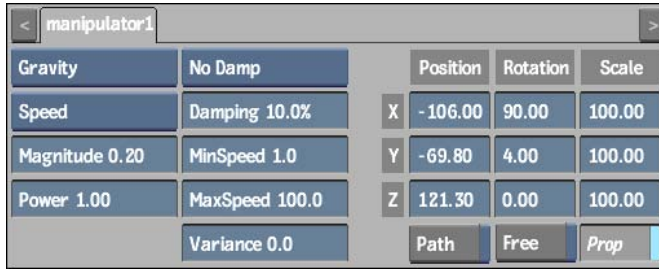 < manipulator1 >
Gravity No Damp Position Rotation Scale
Speed Damping 10.0% X -106.00 90.00 100.00
Magnitude 0.20 MinSpeed 1.0 Y -69.80 4.00 100.00
Power 1.00 MaxSpeed 100.0 Z 121.30 0.00 100.00
Variance 0.0 Path Free Prop